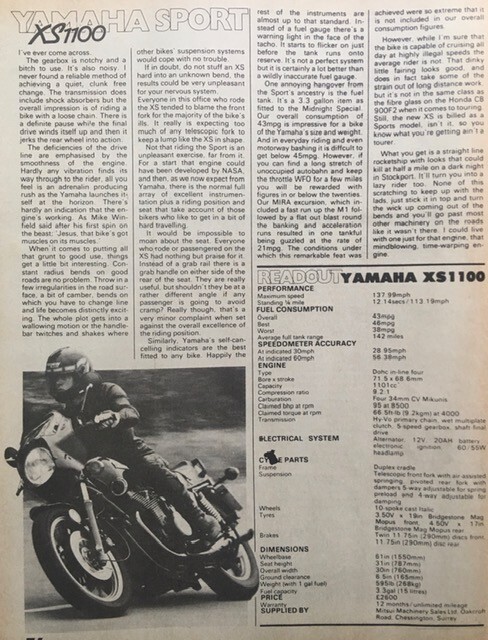 YAMAHA SPORT
XS1100
I've ever come across.
The gearbox is notchy and a
bitch to use. It's also noisy. I
never found a reliable method of
achieving a quiet, clunk free
change. The transmission does
include shock absorbers but the
overall impression is of riding a
bike with a loose chain. There is
a definite pause while the final
drive winds itself up and then it
jerks the rear wheel into action.
The deficiencies of the drive
line are emphasised by the
smoothness of the engine.
Hardly any vibration finds its
way through to the rider, all you
feel is an adrenalin producing
rush as the Yamaha launches it-
self at the horizon. There's
hardly an indication that the en-
gine's working. As Mike Win-
field said after his first spin on
the beast: 'Jesus, that bike's got
muscles on its muscles.'
When it comes to putting all
that grunt to good use, things
get a little bit interesting. Con-
stant radius bends on good
roads are no problem. Throw in a
few irregularities in the road sur-
face, a bit of camber, bends on
which you have to change line
and life becomes distinctly excit-
ing. The whole plot gets into a
wallowing motion or the handle-
bar twitches and shakes where
other bikes' suspension systems
would cope with no trouble.
If in doubt, do not stuff an XS
hard into an unknown bend, the
results could be very unpleasant
for your nervous system.
Everyone in this office who rode
the XS tended to blame the front
fork for the majority of the bike's
ills. It really is expecting too
much of any telescopic fork to
keep a lump like the XS in shape.
Not that riding the Sport is an
unpleasant exercise, far from it.
For a start that engine could
have been developed by NASA,
and then, as we now expect from
Yamaha, there is the normal full
array of excellent instrumen-
tation plus a riding position and
seat that take account of those
bikers who like to get in a bit of
hard travelling.
It would be impossible to
moan about the seat. Everyone
who rode or passengered on the
XS had nothing but praise for it.
Instead of a grab rail there is a
grab handle on either side of the
rear of the seat. They are really
useful, but shouldn't they be at a
rather different angle if any
passenger is going to avoid
cramp? Really though, that's a
very minor complaint when set
against the overall excellence of
the riding position.
Similarly, Yamaha's self-can-
celling indicators are the best
fitted to any bike. Happily the
rest of the instruments are
almost up to that standard. In-
stead of a fuel gauge there's a
warning light in the face of the
tacho. It starts to flicker on just
before the tank runs onto
reserve. It's not a perfect system
but it is certainly a lot better than
a wildly inaccurate fuel gauge.
One annoying hangover from
the Sport's ancestry is the fuel
tank. It's a 3.3 gallon item as
fitted to the Midnight Special.
Our overall consumption of
43mpg is impressive for a bike
of the Yamaha's size and weight.
And in everyday riding and even
motorway bashing it is difficult to
get below 45mpg. However, if
you can find a long stretch of
unoccupied autobahn and keep
the throttle WFO for a few miles
you will be rewarded with
figures in or below the twenties.
Our MIRA excursion, which in-
cluded a fast run up the M1 fol-
lowed by a flat out blast round
the banking and acceleration
runs resulted in one tankful
being guzzled at the rate of
21mpg. The conditions under
which this remarkable feat was
achieved were so extreme that it
is not included in our overall
consumption figures.
However, while I'm sure that
the bike is capable of cruising all
day at highly illegal speeds the
average rider is not. That dinky
little fairing looks good, and
does in fact take some of the
strain out of long distance work
but it's not in the same class as
the fibre glass on the Honda CB
900F2 when it comes to touring.
Still, the new XS is billed as a
Sports model, isn't it, so you
know what you're getting ain't a
tourer.
What you get is a straight line
rocketship with looks that could
kill at half a mile on a dark night
in Stockport. It'll turn you into a
lazy rider too. None of this
scratching to keep up with the
lads, just stick it in top and turn
the wick up coming out of the
bends and you'll go past most
other machinery on the roads
like it wasn't there. I could live
with one just for that engine, that
mindblowing, time-warping en-
gine.
READOUT YAMAHA XS1100
PERFORMANCE
Maximum speed 137.99mph
Standing ¼ mile 12.14secs/113.19mph
FUEL CONSUMPTION
Overall 43mpg
Best 46mpg
Worst 38mpg
Average full tank range 142 miles
SPEEDOMETER ACCURACY
At indicated 30mph 28.95mph
At indicated 60mph 56.38mph
ENGINE
Type Dohc in-line four
Bore x stroke 71.5 x 68.6mm
Capacity 1101cc
Compression ratio 9.2:1
Carburation Four 34mm CV Mikunis
Claimed bhp at rpm 95 at 8500
Claimed torque at rpm 66.5ft-lb (9.2kgm) at 4000
Transmission Hy-Vo primary chain, wet multiplate
clutch, 5-speed gearbox, shaft final
drive
ELECTRICAL SYSTEM Alternator, 12V, 20AH battery
electronic ignition, 60/55W
headlamp
PARTS
Frame Duplex cradle
Suspension Telescopic front fork with air-assisted
springing, pivoted rear fork with
dampers 5-way adjustable for spring
preload and 4-way adjustable for
damping
Wheels 10-spoke cast Italic
Tyres 3.50V x 19in Bridgestone Mag
Mopus front, 4.50V x 17in
Bridgestone Mag Mopus rear
Brakes Twin 11.75in (290mm) discs front
11.75in (290mm) disc rear
DIMENSIONS
Wheelbase 61in (1550mm)
Seat height 31in (787mm)
Overall width 30in (760mm)
Ground clearance 6.5in (165mm)
Weight (with 1 gal fuel) 595lb (268kg)
Fuel capacity 3.3gal (15 litres)
PRICE £2600
Warranty 12 months/unlimited mileage
SUPPLIED BY Mitsui Machinery Sales Ltd, Oakcroft
Road, Chessington, Surrey